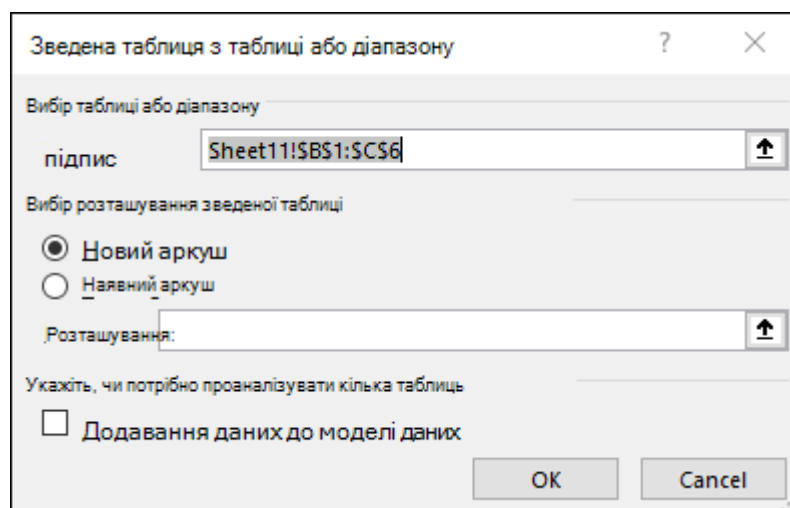 Зведена таблиця з таблиці або діапазону ?
Вибір таблиці або діапазону
підпис Sheet11!$B$1:$C$6
Вибір розташування зведеної таблиці
Новий аркуш
Наявний аркуш
Розташування:
Укажіть, чи потрібно проаналізувати кілька таблиць
Додавання даних до моделі даних
OK Cancel